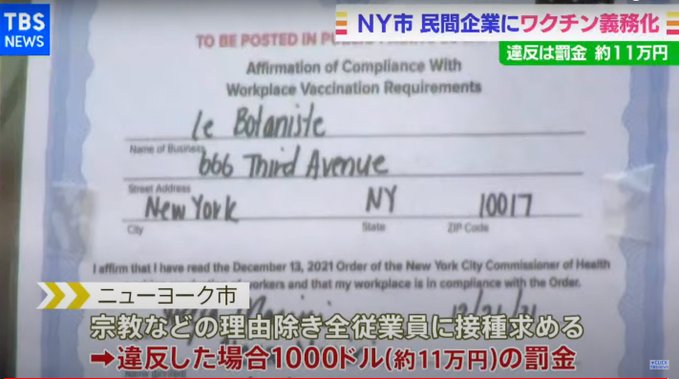 TBS NEWS
NY市 民間企業にワクチン義務化
違反は罰金 約11万円
TO BE POSTED IN
Affirmation of Compliance With
Workplace Vaccination Requirements
le Botaniste
Name of Business
666 Third Avenue
Street Address
New York NY 10017
City State ZIP Code
I affirm that I have read the December 13, 2021 Order of the New York City Commissioner of Health
workers and that my workplace is in compliance with the Order.
12/21/21
ニューヨーク市
宗教などの理由除き全従業員に接種求める
➡違反した場合1000ドル(約11万円)の罰金